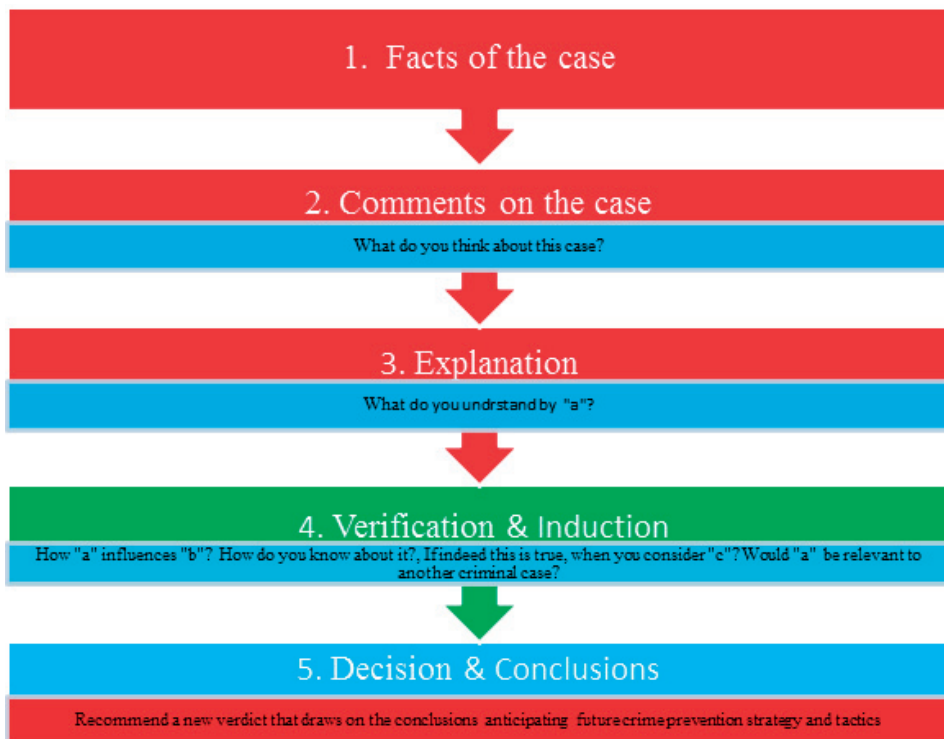 1. Facts of the case
2. Comments on the case
What do you think about this case?
3. Explanation
What do you undrstand by "a"?
4. Verification & Induction
How "a" influences "b"? How do you know about it?, If indeed this is true, when you consider "c"? Would "a" be relevant to
another criminal case?
5. Decision & Conclusions
Recommend a new verdict that draws on the conclusions anticipating future crime prevention strategy and tactics